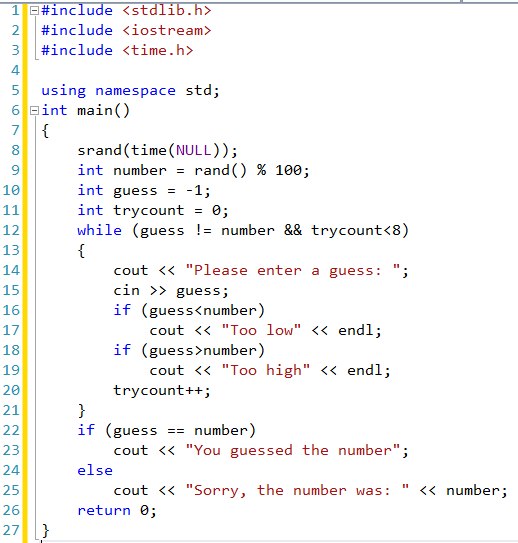 1 #include <stdlib.h>
2 #include <iostream>
3 #include <time.h>
4
5 using namespace std;
6 int main()
7 {
8 srand(time(NULL));
9 int number = rand() % 100;
10 int guess = -1;
11 int trycount = 0;
12 while (guess != number && trycount<8)
13 {
14 cout << "Please enter a guess: ";
15 cin >> guess;
16 if (guess<number)
17 cout << "Too low" << endl;
18 if (guess>number)
19 cout << "Too high" << endl;
20 trycount++;
21 }
22 if (guess == number)
23 cout << "You guessed the number";
24 else
25 cout << "Sorry, the number was: " << number;
26 return 0;
27 }